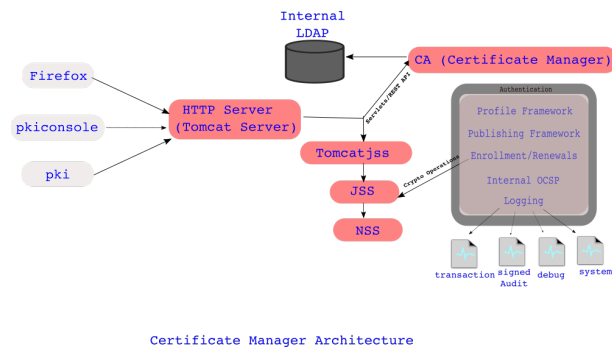 Internal
LDAP
CA (Certificate Manager)
Firefox
HTTP Server
(Tomcat Server)
pkiconsole
pki
Servlets/REST API
Tomcatjss
JSS
NSS
Crypto Operations
Authentication
Profile Framework
Publishing Framework
Enrollment/Renewals
Internal OCSP
Logging
transaction
signed
Audit
debug
system
Certificate Manager Architecture